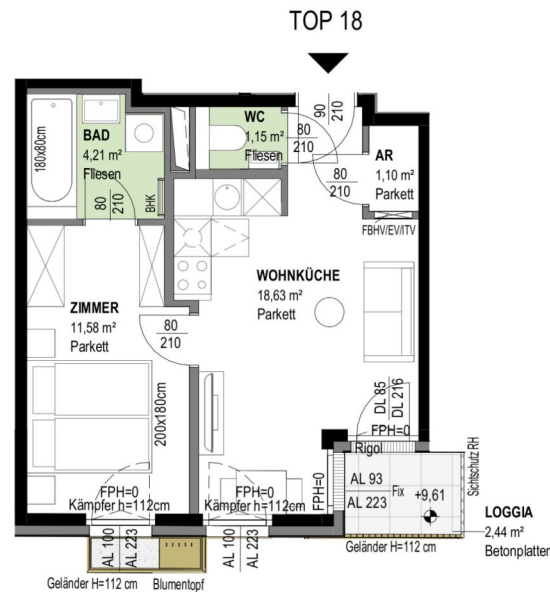 TOP 18
90
210
WC
1,15 m²
Fliesen
80
210
BAD
4,21 m²
Fliesen
180x80cm
80
210
BHK
AR
1,10 m²
Parkett
80
210
FBHV/EV/ITV
WOHNKÜCHE
18,63 m²
Parkett
ZIMMER
11,58 m²
Parkett
80
210
200x180cm
DL 85
DL 216
FPH=0
Rigol
Sichtschutz RH
FPH=0
Kämpfer h=112cm
FPH=0
Kämpfer h=112cm
FPH=0
AL 93
AL 223
Fix
+9,61
LOGGIA
2,44 m²
Betonplatten
AL 100
AL 223
AL 100
AL 223
Geländer H=112 cm
Geländer H=112 cm
Blumentopf